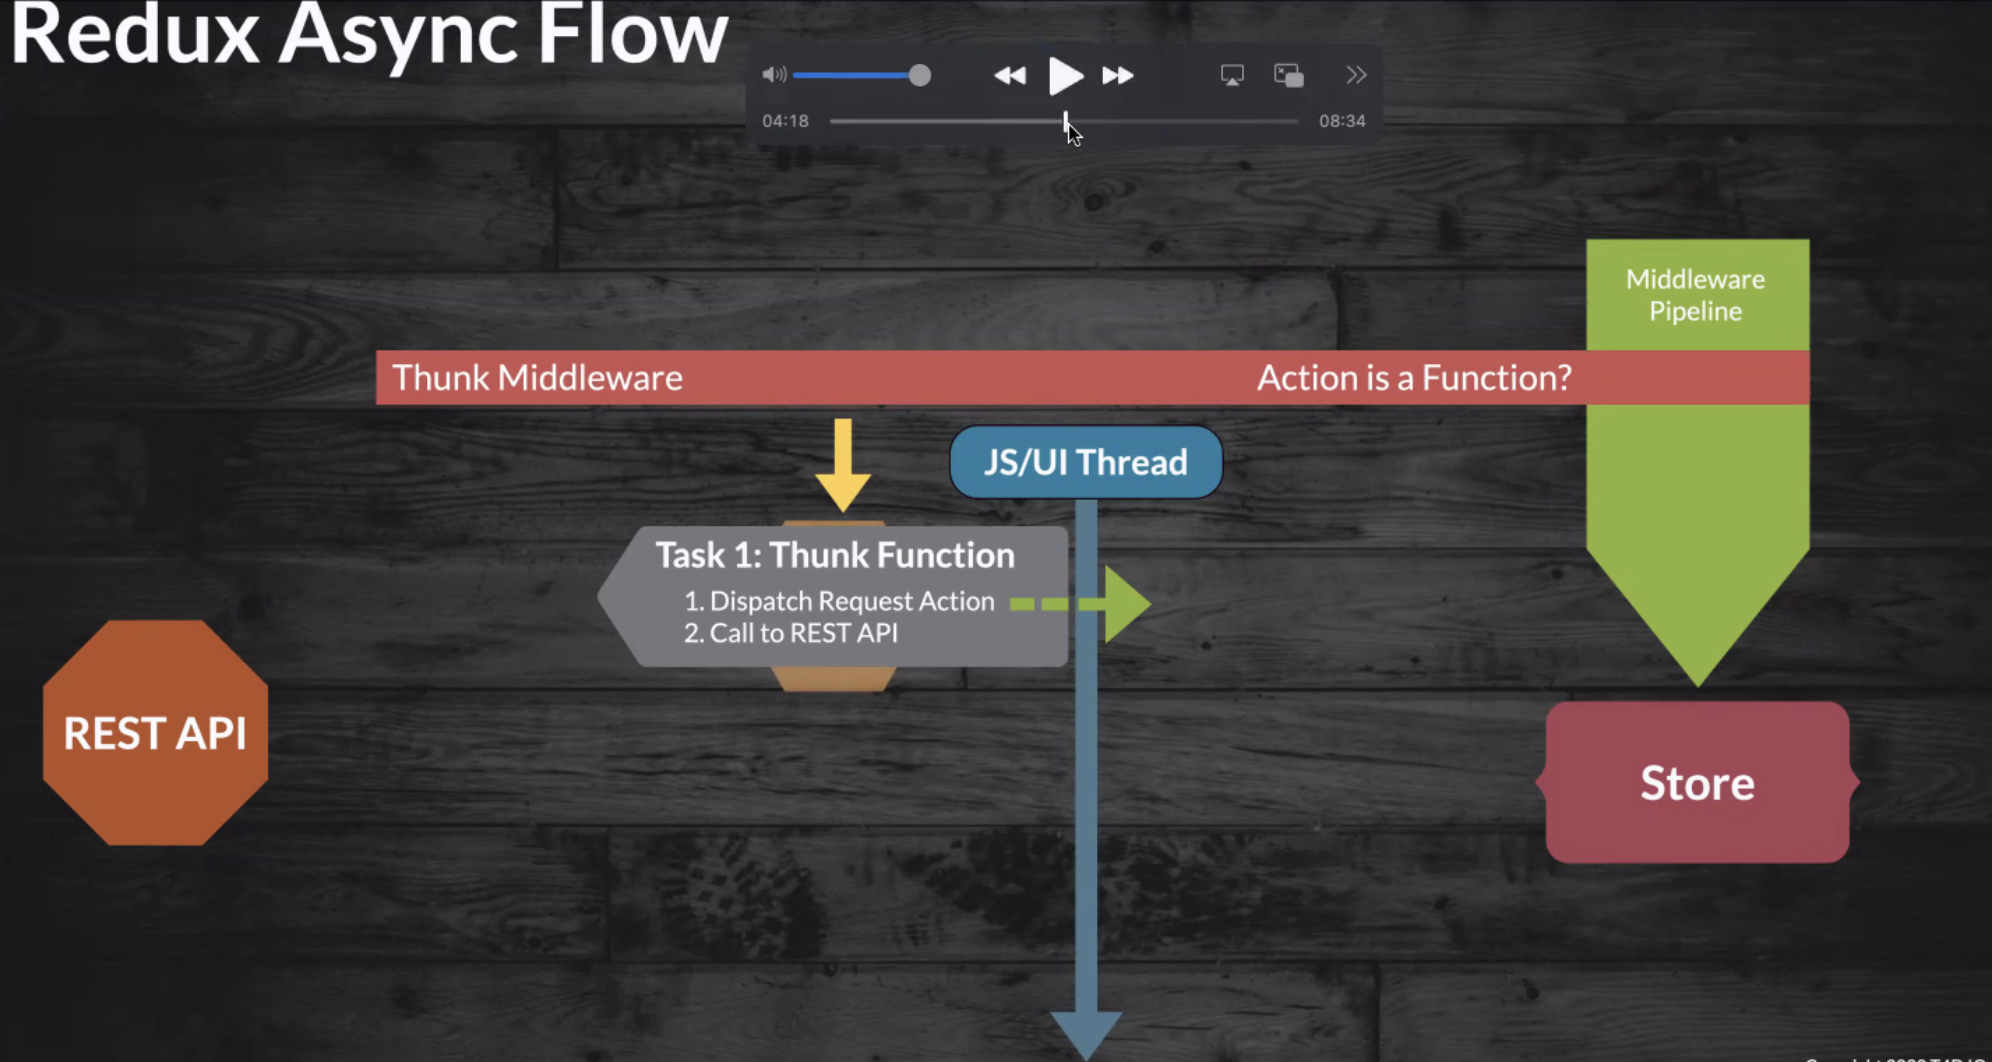 Redux Async Flow
04:18
08:34
Middleware
Pipeline
Thunk Middleware
Action is a Function?
JS/UI Thread
Task 1: Thunk Function
1. Dispatch Request Action
2. Call to REST API
REST API
Store